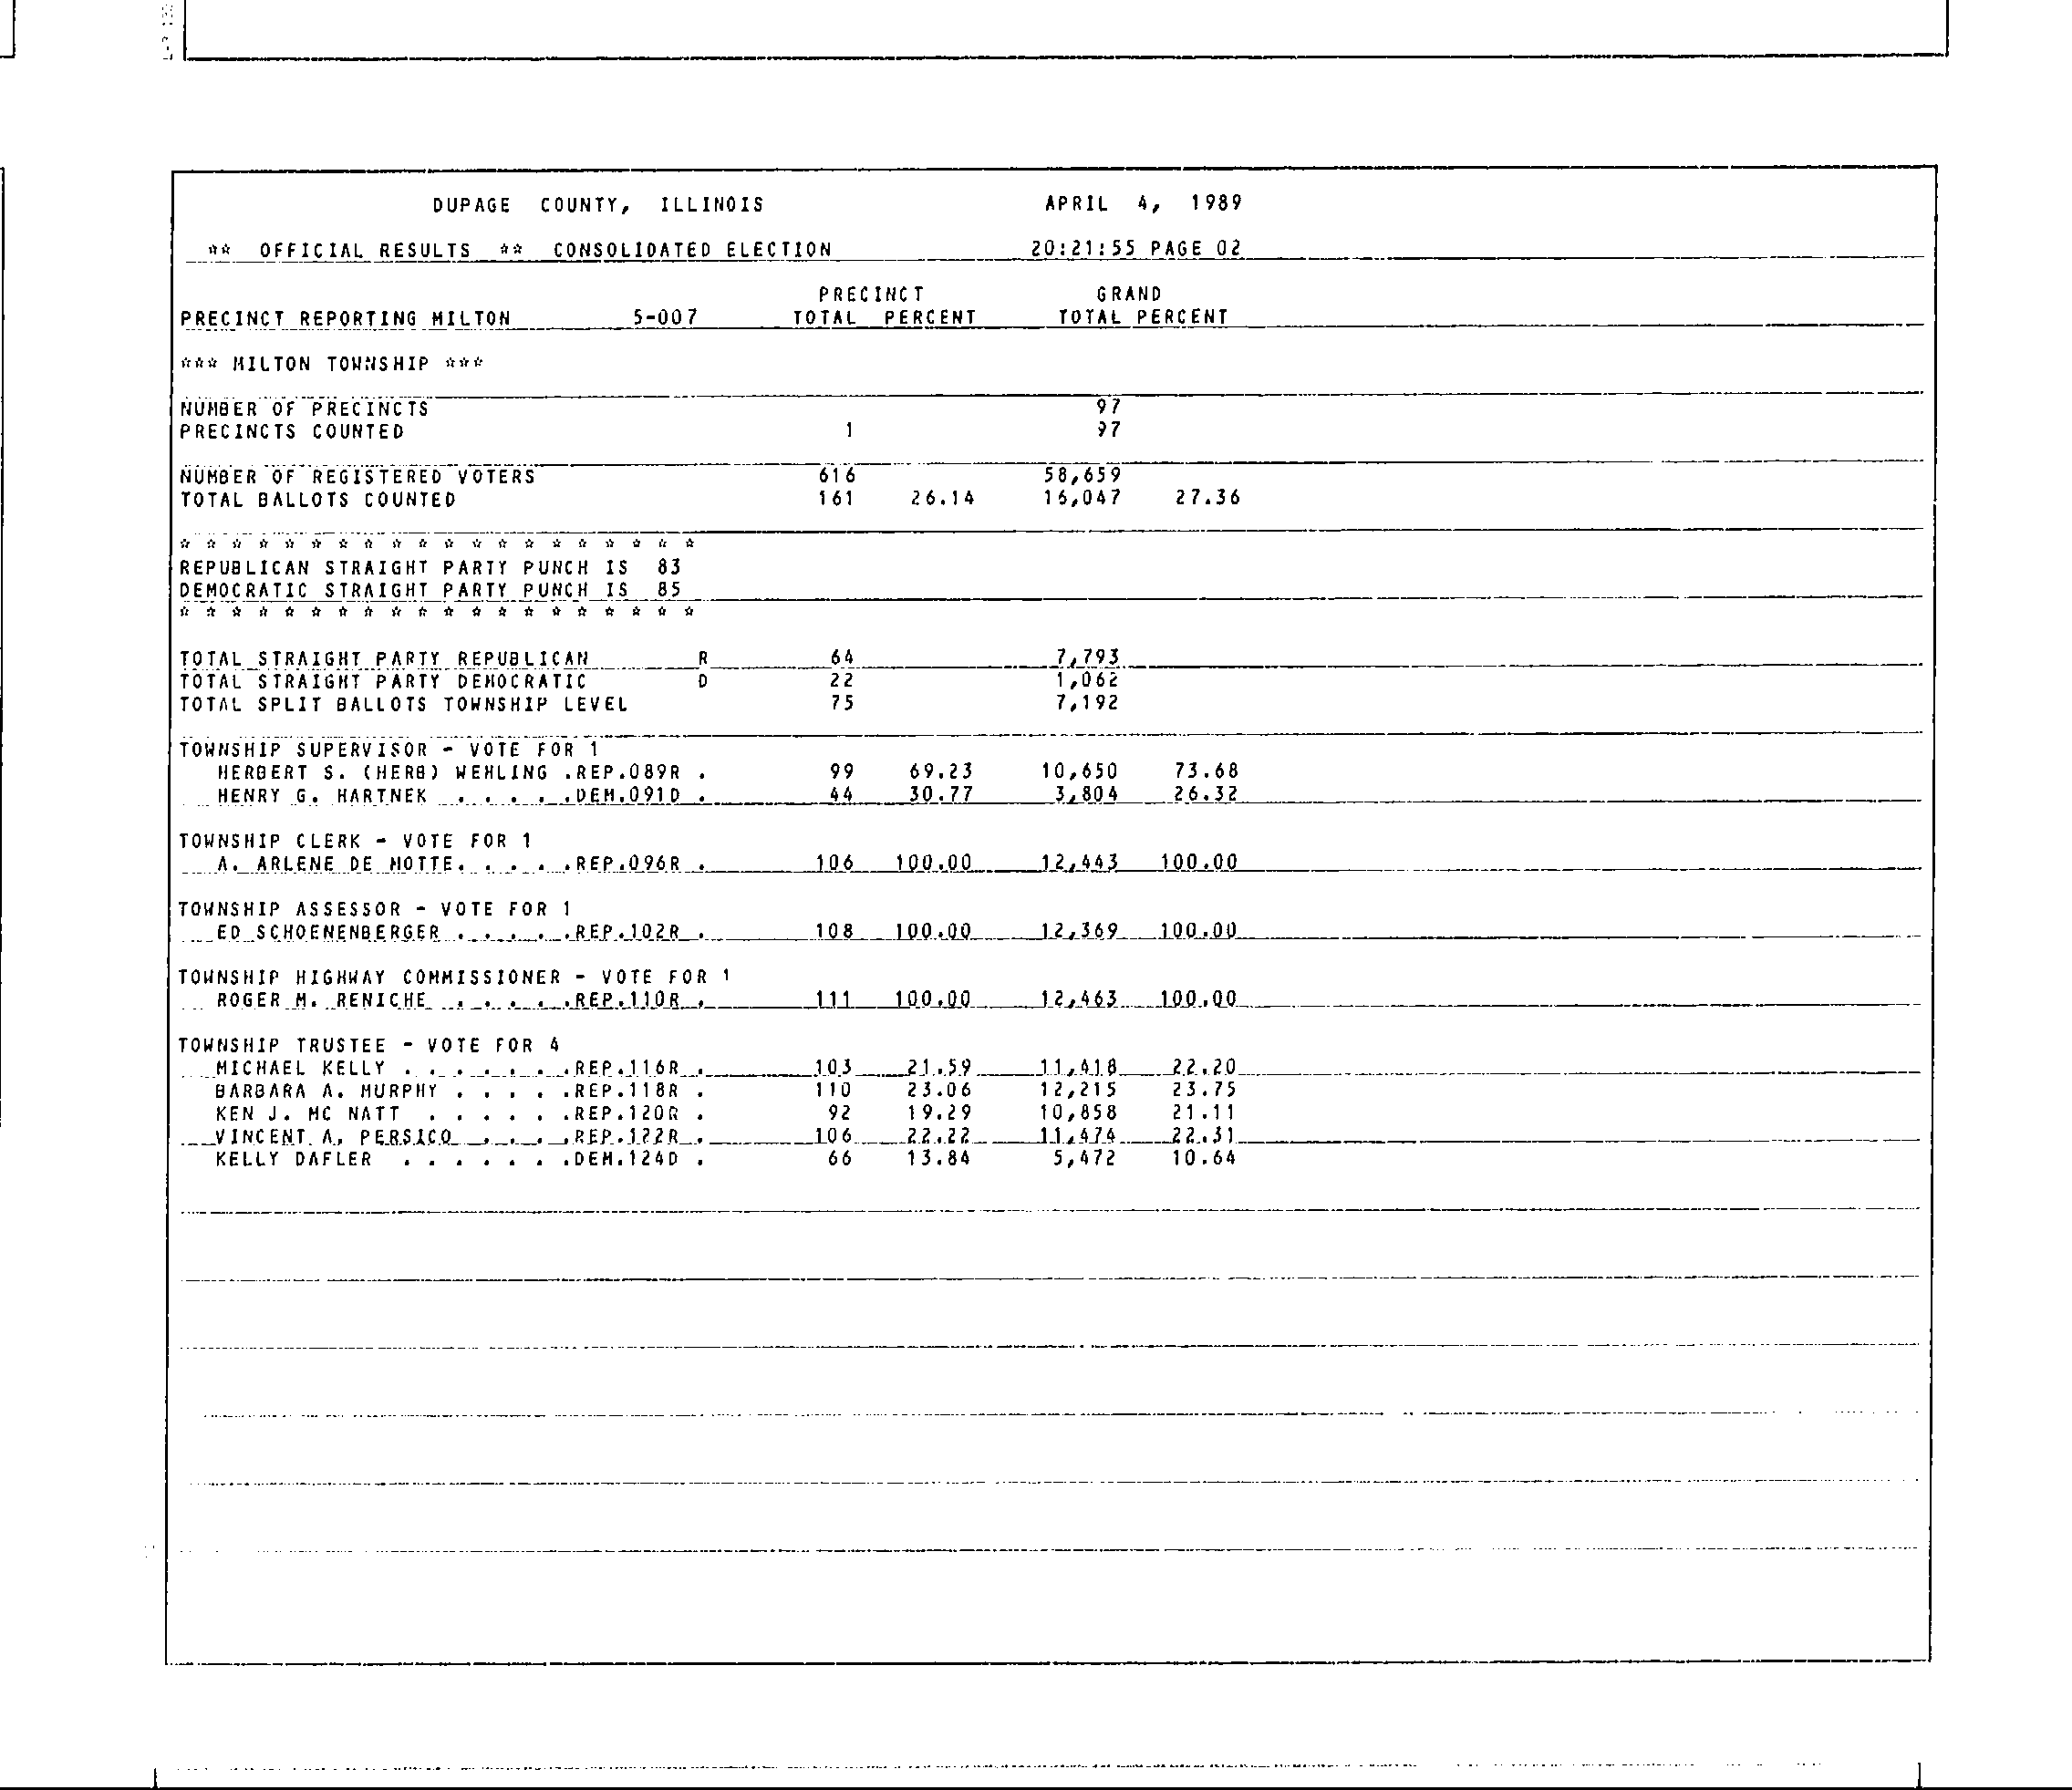 DUPAGE COUNTY, ILLINOIS APRIL 4, 1989
** OFFICIAL RESULTS ** CONSOLIDATED ELECTION 20:21:55 PAGE 02
PRECINCT GRAND
PRECINCT REPORTING MILTON 5-007 TOTAL PERCENT TOTAL PERCENT
*** MILTON TOWNSHIP ***
NUMBER OF PRECINCTS 97
PRECINCTS COUNTED 1 97
NUMBER OF REGISTERED VOTERS 616 58,659
TOTAL BALLOTS COUNTED 161 26.14 16,047 27.36
* * * * * * * * * * * * * * * * * * * *
REPUBLICAN STRAIGHT PARTY PUNCH IS 83
DEMOCRATIC STRAIGHT PARTY PUNCH IS 85
* * * * * * * * * * * * * * * * * * * *
TOTAL STRAIGHT PARTY REPUBLICAN R 64 7,793
TOTAL STRAIGHT PARTY DEMOCRATIC D 22 1,062
TOTAL SPLIT BALLOTS TOWNSHIP LEVEL 75 7,192
TOWNSHIP SUPERVISOR - VOTE FOR 1
HERBERT S. (HERB) WEHLING .REP.089R . 99 69.23 10,650 73.68
HENRY G. HARTNEK . . . . .DEM.091D . 44 30.77 3,804 26.32
TOWNSHIP CLERK - VOTE FOR 1
A. ARLENE DE MOTTE. . . . .REP.096R . 106 100.00 12,443 100.00
TOWNSHIP ASSESSOR - VOTE FOR 1
ED SCHOENENBERGER . . . . .REP.102R . 108 100.00 12,369 100.00
TOWNSHIP HIGHWAY COMMISSIONER - VOTE FOR 1
ROGER M. RENICHE . . . . .REP.110R . 111 100.00 12,463 100.00
TOWNSHIP TRUSTEE - VOTE FOR 4
MICHAEL KELLY . . . . . . .REP.116R . 103 21.59 11,418 22.20
BARBARA A. MURPHY . . . . .REP.118R . 110 23.06 12,215 23.75
KEN J. MC NATT . . . . . .REP.120R . 92 19.29 10,858 21.11
VINCENT A. PERSICO . . . .REP.122R . 106 22.22 11,474 22.31
KELLY DAFLER . . . . . . .DEM.124D . 66 13.84 5,472 10.64